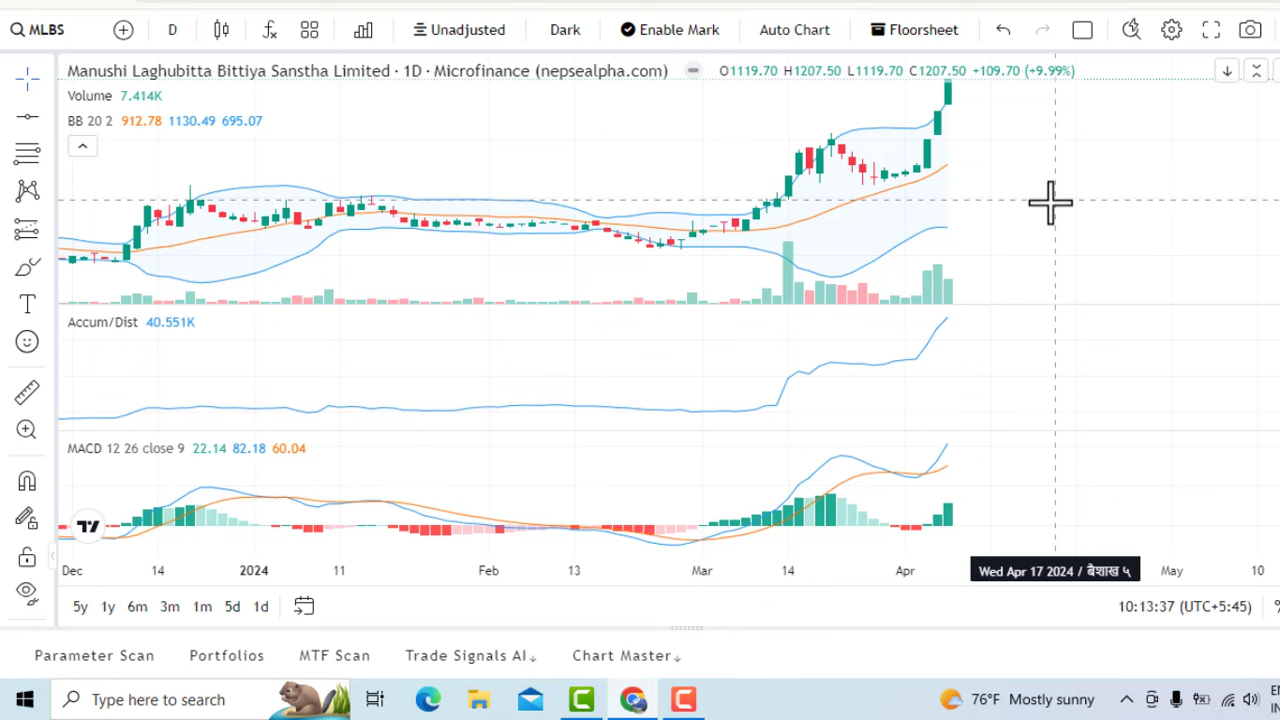 MLBS D Unadjusted Dark Enable Mark Auto Chart Floorsheet
Manushi Laghubitta Bittiya Sanstha Limited · 1D · Microfinance (nepsealpha.com) O1119.70 H1207.50 L1119.70 C1207.50 +109.70 (+9.99%)
Volume 7.414K
BB 20 2 912.78 1130.49 695.07
Accum/Dist 40.551K
MACD 12 26 close 9 22.14 82.18 60.04
Dec 14 2024 11 Feb 13 Mar 14 Apr Wed Apr 17 2024 / बैशाख ५ May 10
5y 1y 6m 3m 1m 5d 1d 10:13:37 (UTC+5:45) %
Parameter Scan Portfolios MTF Scan Trade Signals AI↓ Chart Master↓
Type here to search 76°F Mostly sunny